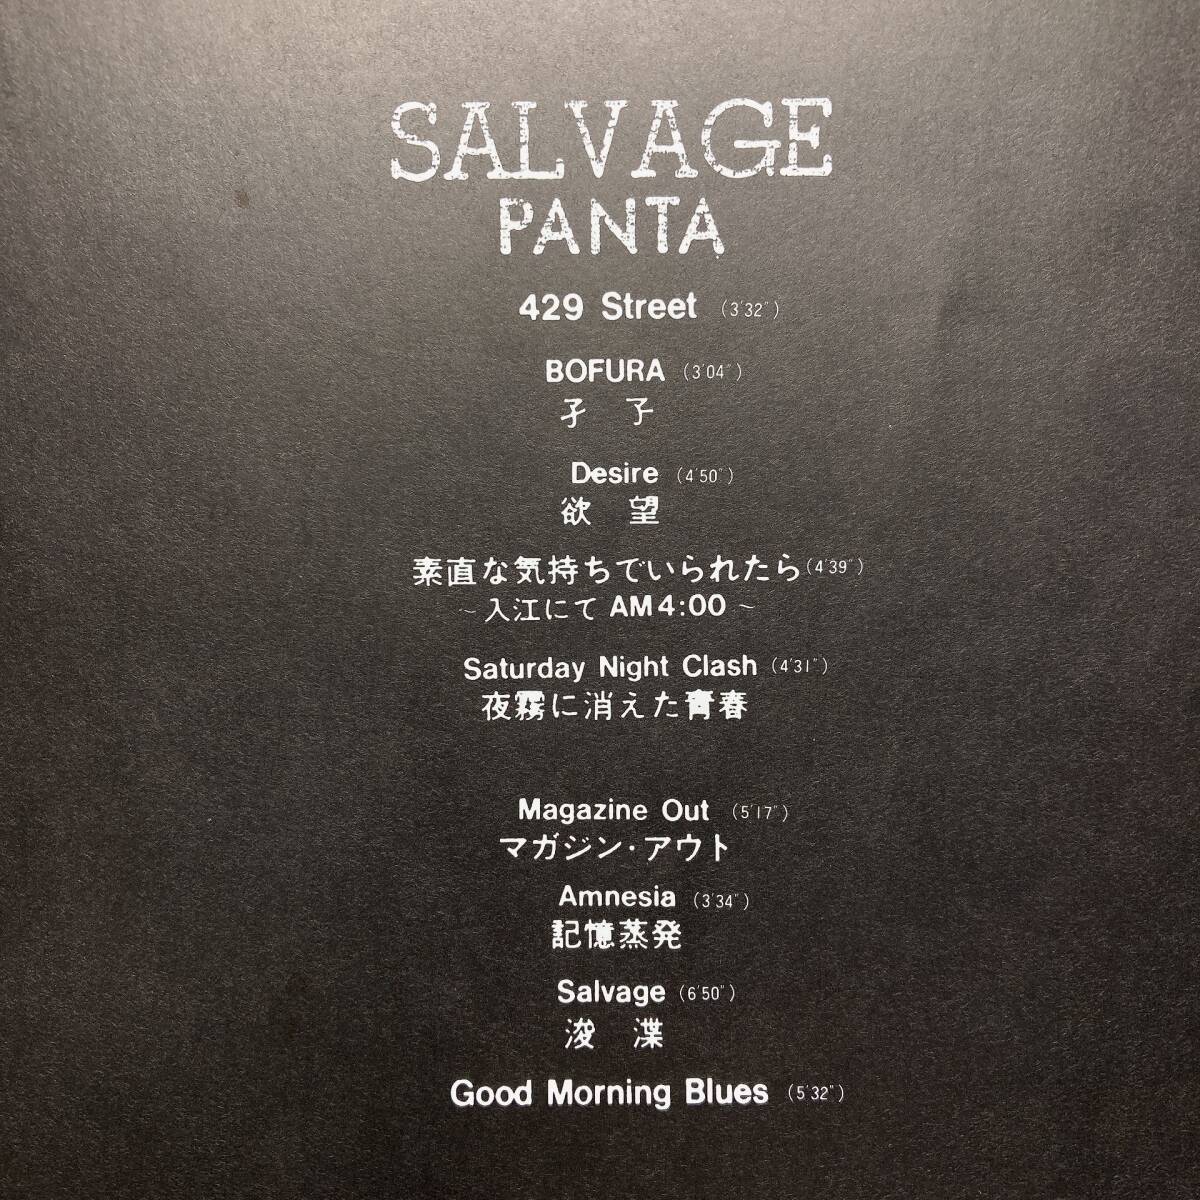 SALVAGE
PANTA
429 Street (3'32")
BOFURA (3'04")
孑 孑
Desire (4'50")
欲 望
素直な気持ちでいられたら (4'39")
~ 入江にて AM4:00 ~
Saturday Night Clash (4'31")
夜霧に消えた青春
Magazine Out (5'17")
マガジン・アウト
Amnesia (3'34")
記憶蒸発
Salvage (6'50")
浚 渫
Good Morning Blues (5'32")